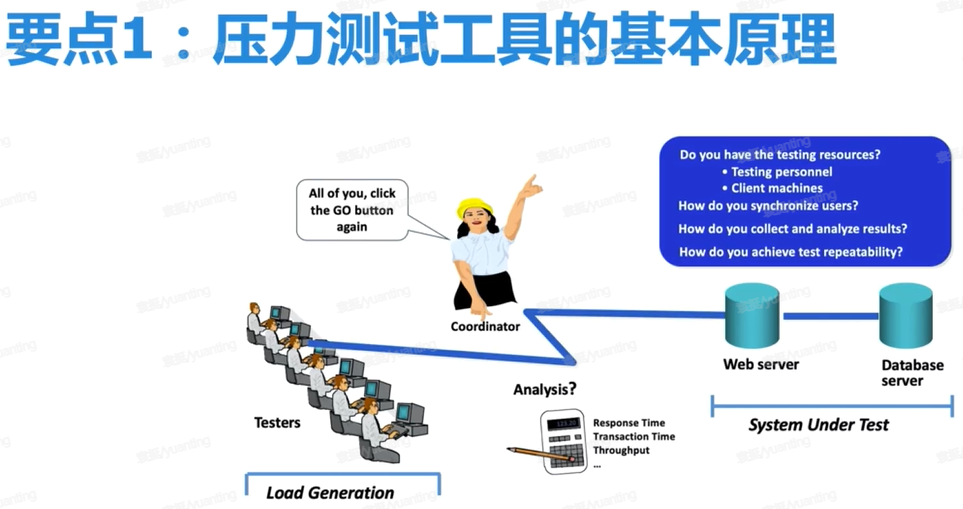 要点1：压力测试工具的基本原理
All of you, click
the GO button
again
Do you have the testing resources?
• Testing personnel
• Client machines
How do you synchronize users?
How do you collect and analyze results?
How do you achieve test repeatability?
Coordinator
Web server
Database
server
Analysis?
Testers
Response Time
Transaction Time
Throughput
...
System Under Test
Load Generation